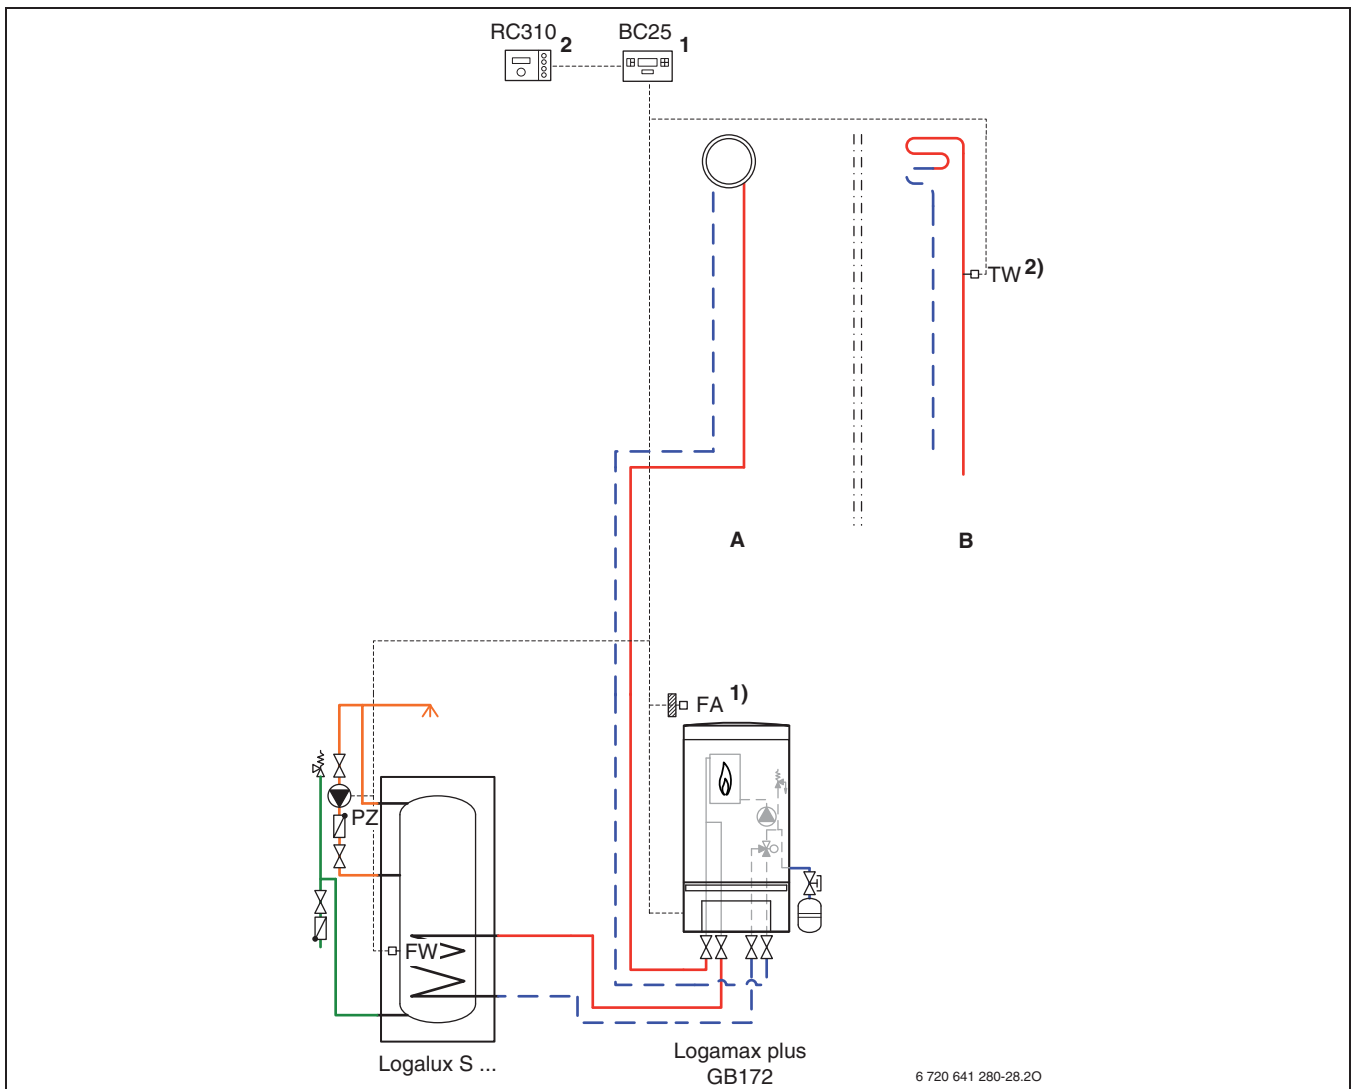 RC310 2
BC25 1
TW 2)
A
B
FA 1)
PZ
FW
Logalux S ...
Logamax plus
GB172
6 720 641 280-28.2O